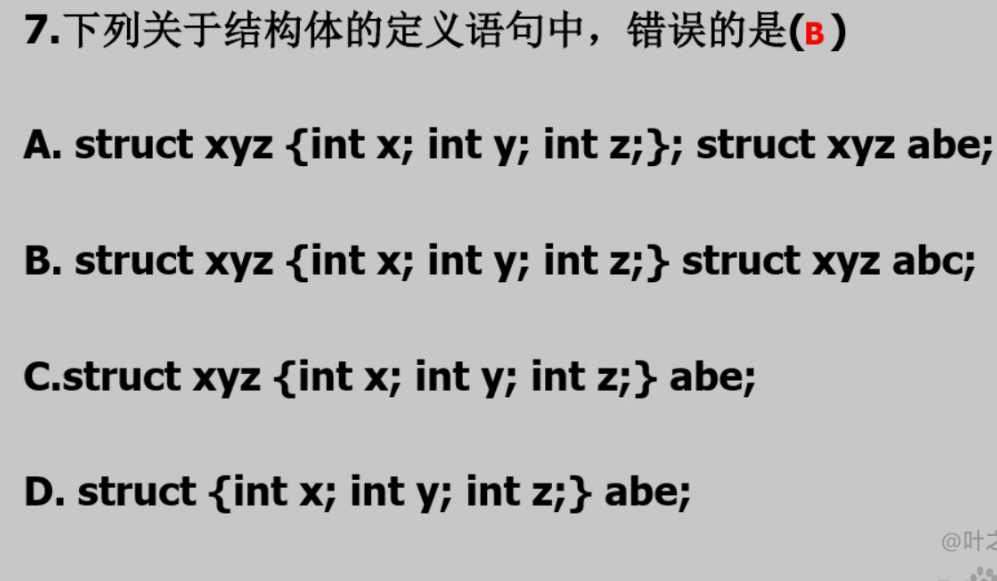 7.下列关于结构体的定义语句中，错误的是(B)
A. struct xyz {int x; int y; int z;}; struct xyz abe;
B. struct xyz {int x; int y; int z;} struct xyz abc;
C.struct xyz {int x; int y; int z;} abe;
D. struct {int x; int y; int z;} abe;
@叶之